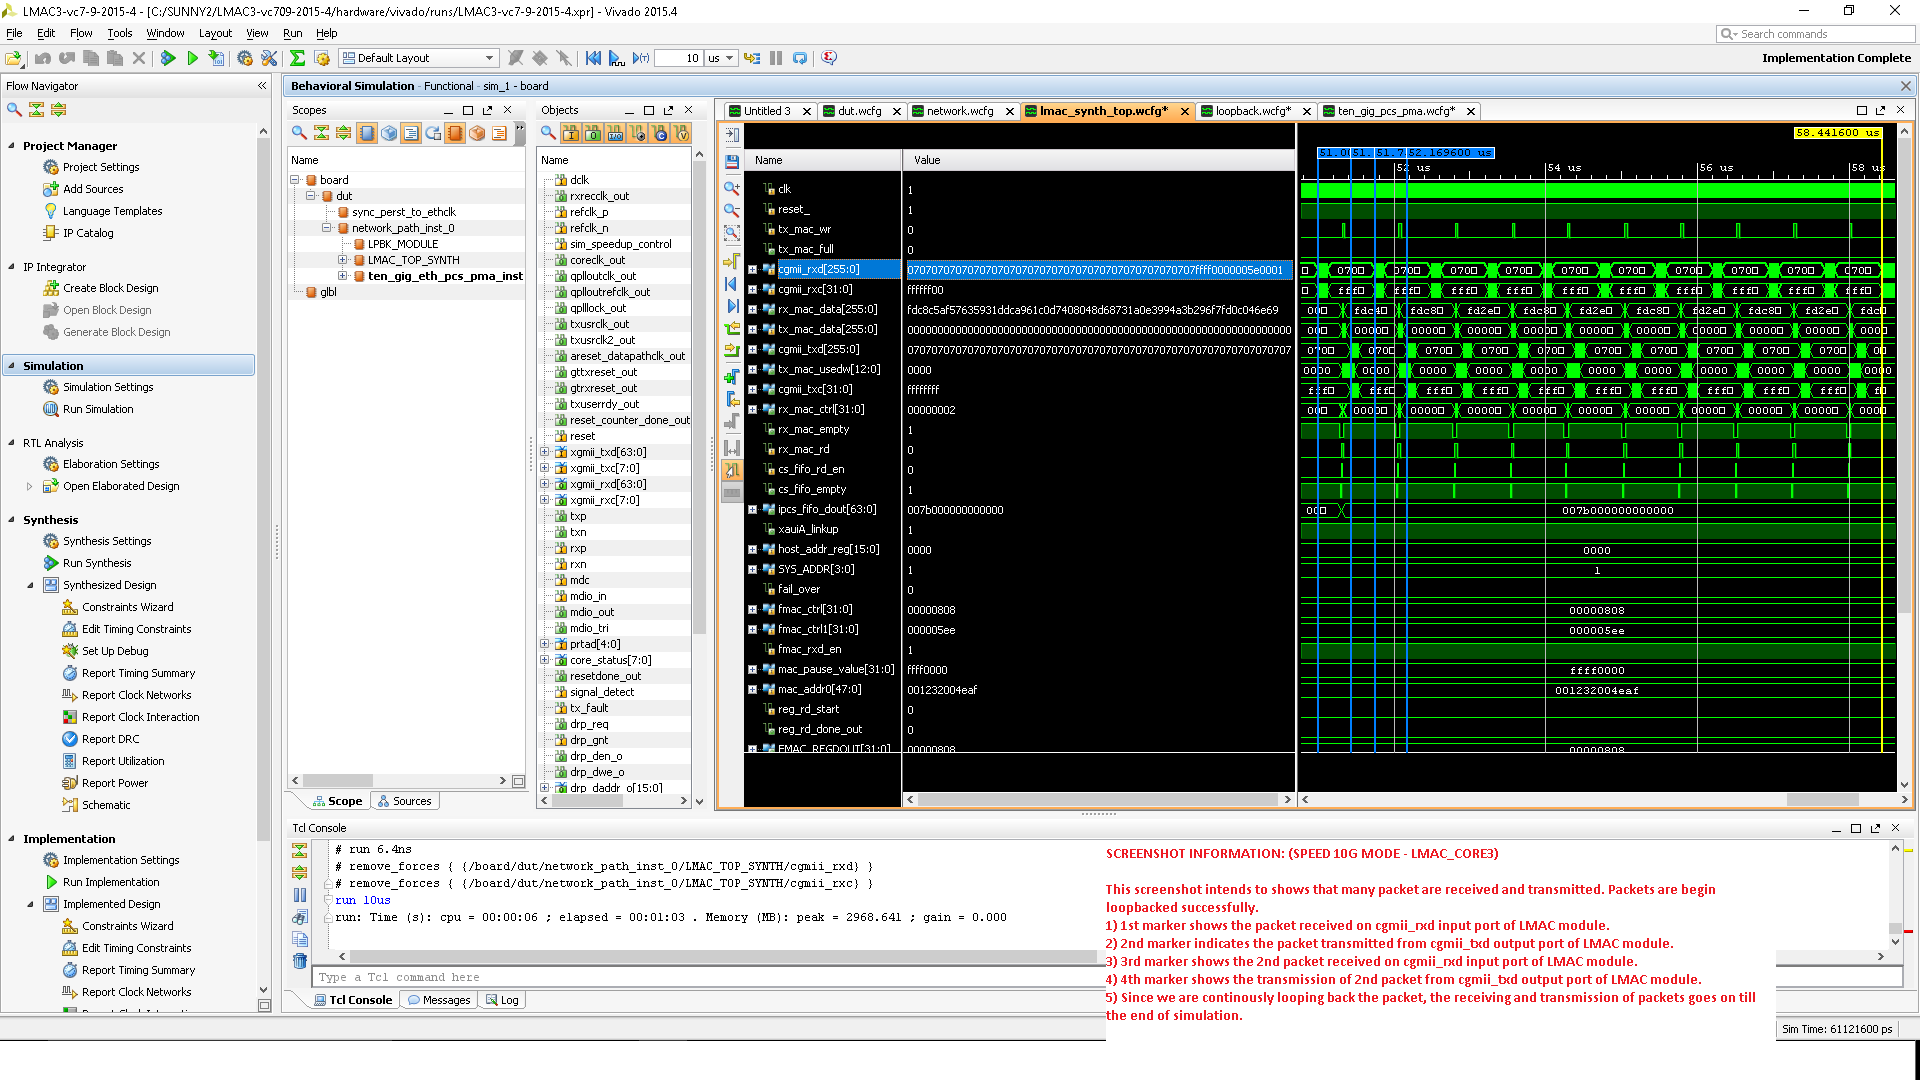 LMAC3-vc7-9-2015-4 - [C:/SUNNY2/LMAC3-vc709-2015-4/hardware/vivado/runs/LMAC3-vc7-9-2015-4.xpr] - Vivado 2015.4
File Edit Flow Tools Window Layout View Run Help
Search commands
Default Layout
10 us
Implementation Complete
Flow Navigator
Project Manager
Project Settings
Add Sources
Language Templates
IP Catalog
IP Integrator
Create Block Design
Open Block Design
Generate Block Design
Simulation
Simulation Settings
Run Simulation
RTL Analysis
Elaboration Settings
Open Elaborated Design
Synthesis
Synthesis Settings
Run Synthesis
Synthesized Design
Constraints Wizard
Edit Timing Constraints
Set Up Debug
Report Timing Summary
Report Clock Networks
Report Clock Interaction
Report DRC
Report Utilization
Report Power
Schematic
Implementation
Implementation Settings
Run Implementation
Implemented Design
Constraints Wizard
Edit Timing Constraints
Report Timing Summary
Report Clock Networks
Behavioral Simulation - Functional - sim_1 - board
Scopes
Name
board
dut
sync_perst_to_ethclk
network_path_inst_0
LPBK_MODULE
LMAC_TOP_SYNTH
ten_gig_eth_pcs_pma_inst
glbl
Scope
Sources
Objects
Name
dclk
rxrecclk_out
refclk_p
refclk_n
sim_speedup_control
coreclk_out
qplloutclk_out
qplloutrefclk_out
qplllock_out
txusrclk_out
txusrclk2_out
areset_datapathclk_out
gttxreset_out
gtrxreset_out
txuserrdy_out
reset_counter_done_out
reset
xgmii_txd[63:0]
xgmii_txc[7:0]
xgmii_rxd[63:0]
xgmii_rxc[7:0]
txp
txn
rxp
rxn
mdc
mdio_in
mdio_out
mdio_tri
prtad[4:0]
core_status[7:0]
resetdone_out
signal_detect
tx_fault
drp_req
drp_gnt
drp_den_o
drp_dwe_o
drp_daddr_o[15:0]
Untitled 3
dut.wcfg
network.wcfg
lmac_synth_top.wcfg*
loopback.wcfg*
ten_gig_pcs_pma.wcfg*
Name Value
clk 1
reset_ 1
tx_mac_wr 0
tx_mac_full 0
cgmii_rxd[255:0] 0707070707070707070707070707070707070707070707ffff0000005e0001
cgmii_rxc[31:0] ffffff00
rx_mac_data[255:0] fdc8c5af57635931ddca961c0d7408048d68731a0e3994a3b296f7fd0c046e69
tx_mac_data[255:0]
cgmii_txd[255:0]
tx_mac_usedw[12:0] 0000
cgmii_txc[31:0] ffffffff
rx_mac_ctrl[31:0] 00000002
rx_mac_empty 1
rx_mac_rd 0
cs_fifo_rd_en 0
cs_fifo_empty 1
ipcs_fifo_dout[63:0] 007b000000000000
xauiA_linkup 1
host_addr_reg[15:0] 0000
SYS_ADDR[3:0] 1
fail_over 0
fmac_ctrl[31:0] 00000808
fmac_ctrl1[31:0] 000005ee
fmac_rxd_en 1
mac_pause_value[31:0] ffff0000
mac_addr0[47:0] 001232004eaf
reg_rd_start 0
reg_rd_done_out 0
FMAC_REGDOUT[31:0] 00000808
58.441600 us
52.169600 us
52 us 54 us 56 us 58 us
fdc4 fdc8 fd2e fdc8 fd2e fdc8 fd2e fdc8 fd2e fdc
007b000000000000
0000
1
00000808
000005ee
ffff0000
001232004eaf
00000808
Tcl Console
# run 6.4ns
# remove_forces { {/board/dut/network_path_inst_0/LMAC_TOP_SYNTH/cgmii_rxd} }
# remove_forces { {/board/dut/network_path_inst_0/LMAC_TOP_SYNTH/cgmii_rxc} }
run 10us
run: Time (s): cpu = 00:00:06 ; elapsed = 00:01:03 . Memory (MB): peak = 2968.641 ; gain = 0.000
Type a Tcl command here
Tcl Console
Messages
Log
SCREENSHOT INFORMATION: (SPEED 10G MODE - LMAC_CORE3)
This screenshot intends to shows that many packet are received and transmitted. Packets are begin
loopbacked successfully.
1) 1st marker shows the packet received on cgmii_rxd input port of LMAC module.
2) 2nd marker indicates the packet transmitted from cgmii_txd output port of LMAC module.
3) 3rd marker shows the 2nd packet received on cgmii_rxd input port of LMAC module.
4) 4th marker shows the transmission of 2nd packet from cgmii_txd output port of LMAC module.
5) Since we are continously looping back the packet, the receiving and transmission of packets goes on till
the end of simulation.
Sim Time: 61121600 ps